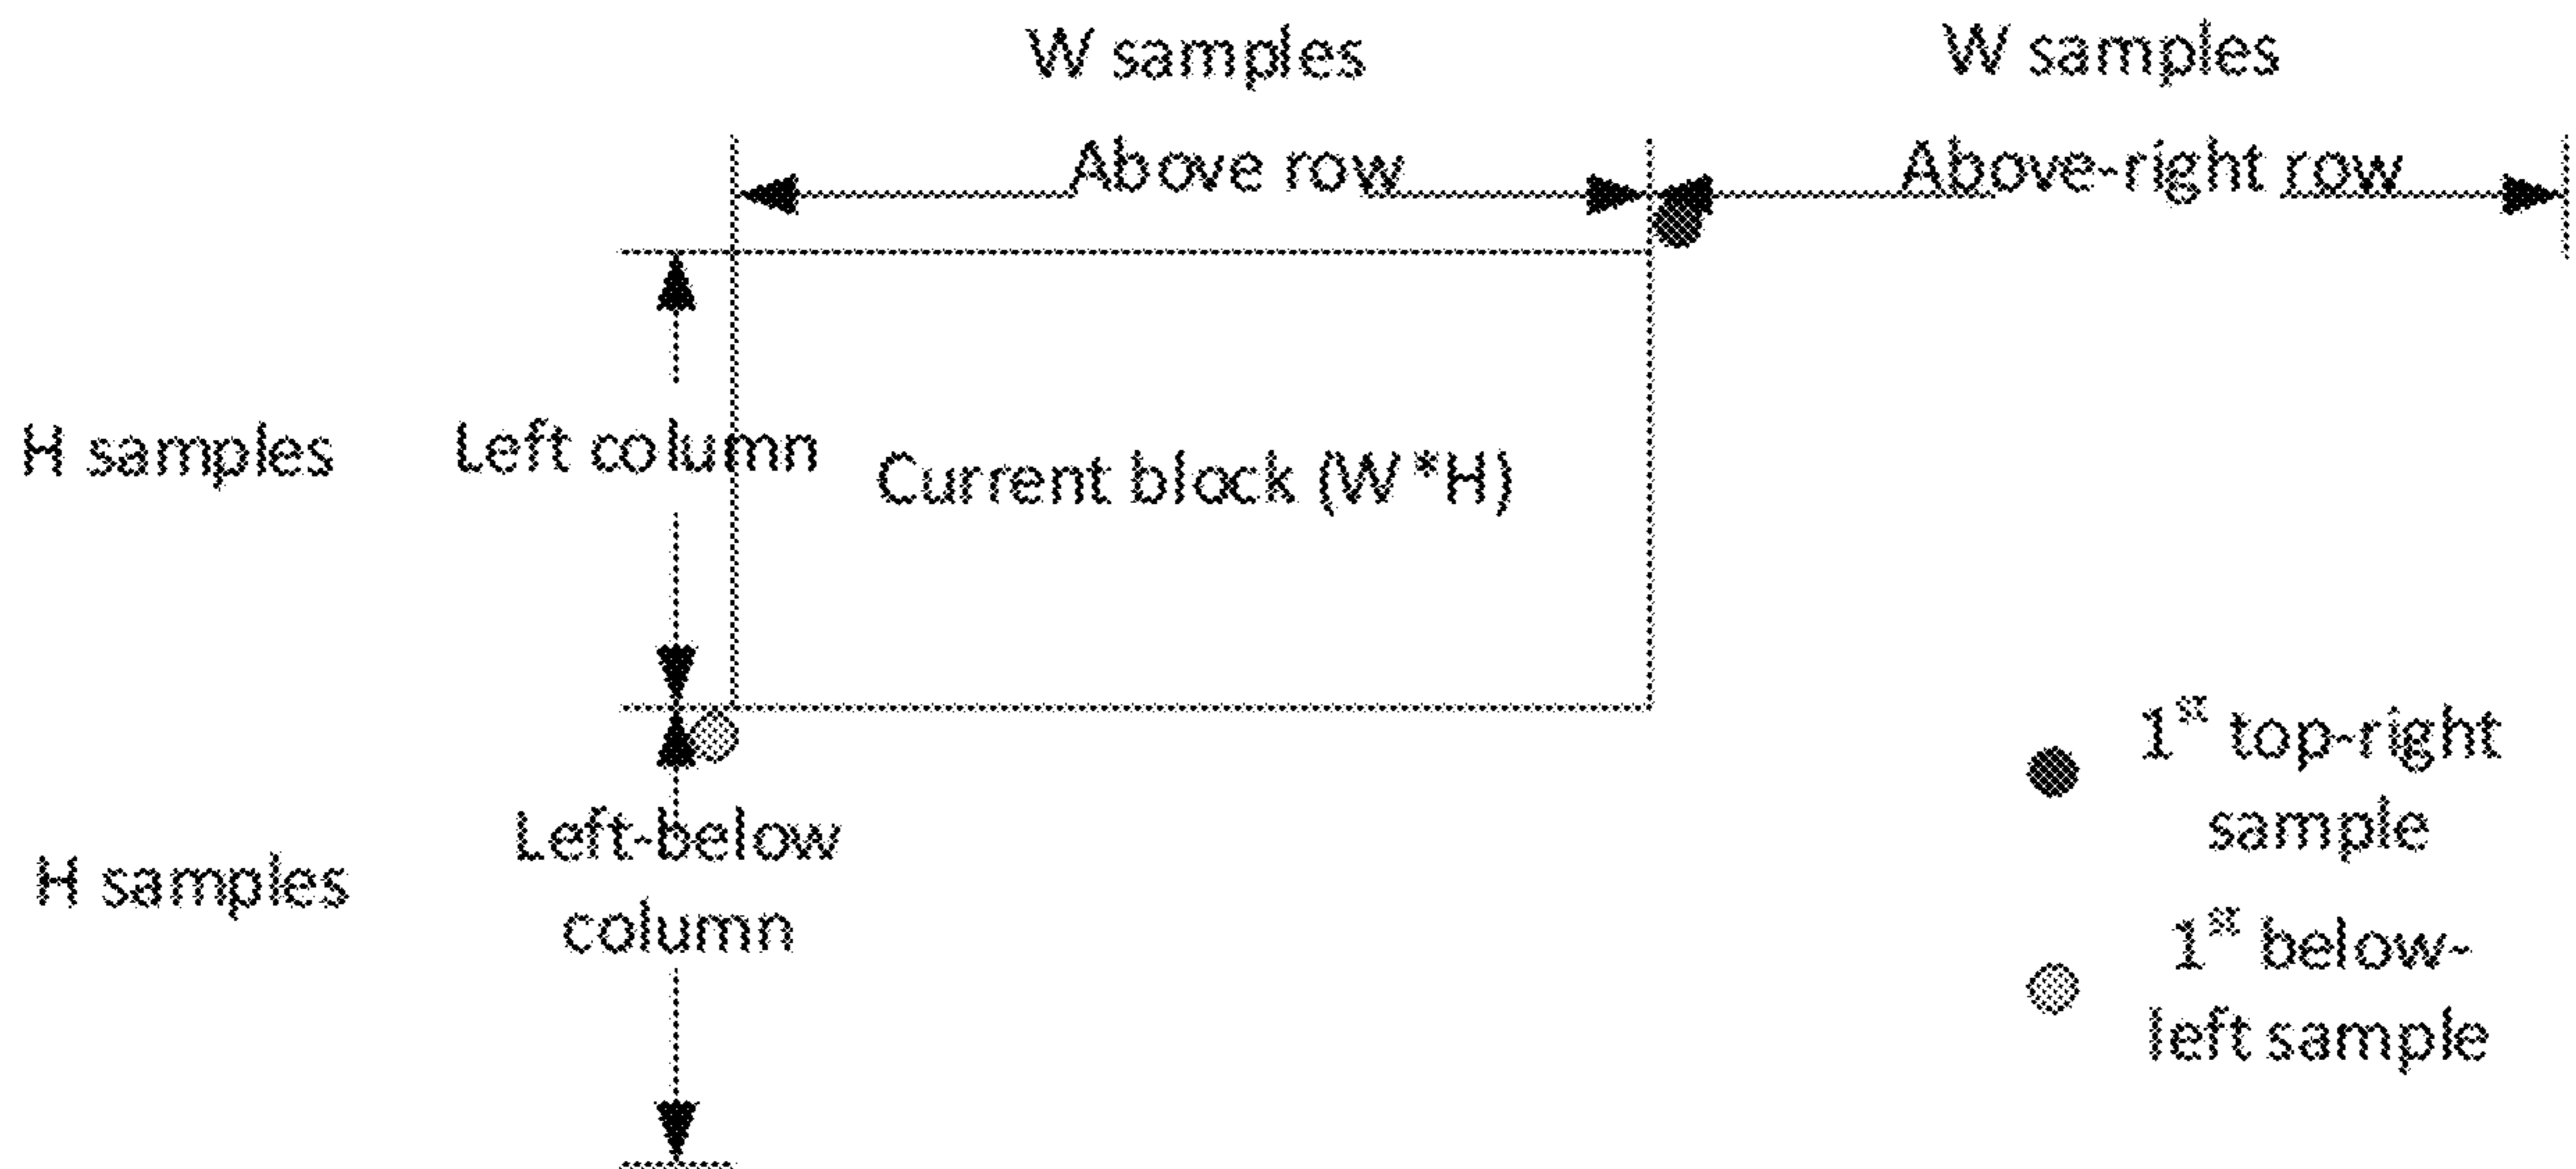 W samples
W samples
Above row
Above-right row
H samples
Left column
Current block (W*H)
1st top-right
sample
Left-below
column
H samples
1st below-
left sample